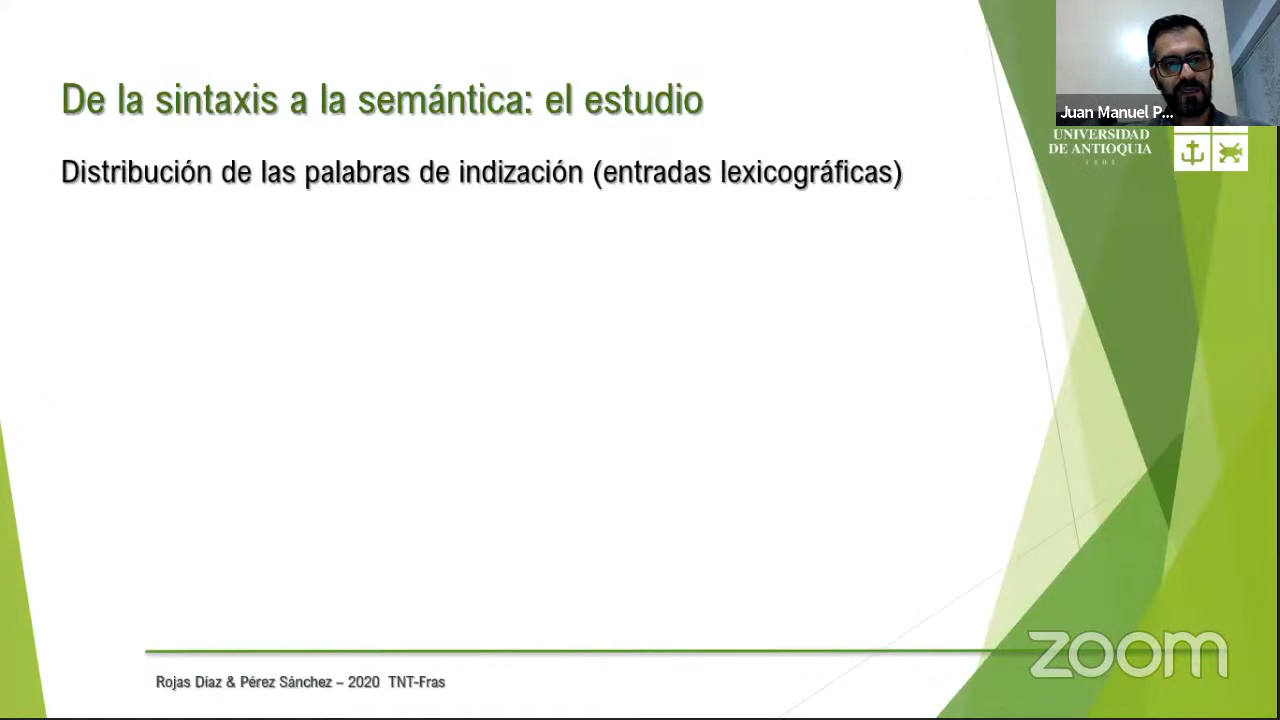 De la sintaxis a la semántica: el estudio
Distribución de las palabras de indización (entradas lexicográficas)
Juan Manuel P...
UNIVERSIDAD
DE ANTIOQUIA
1803
Rojas Díaz & Pérez Sánchez – 2020 TNT-Fras
zoom